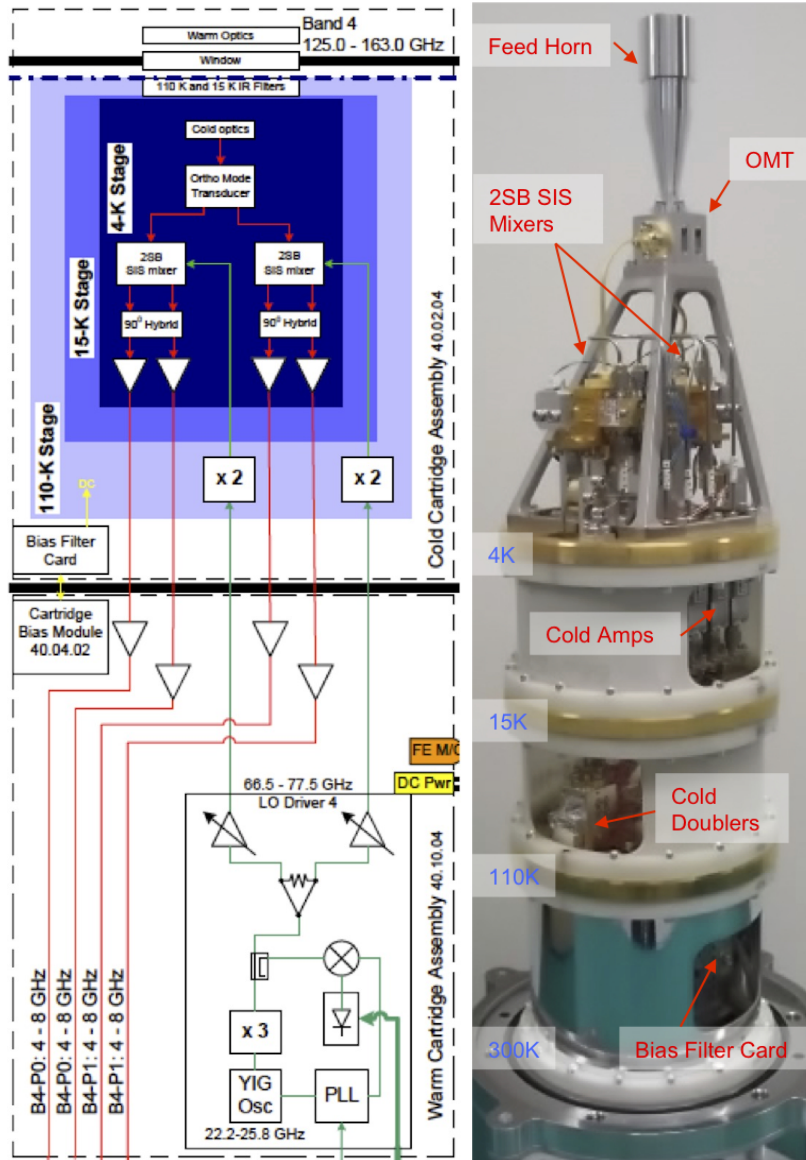 Band 4
125.0 - 163.0 GHz
Warm Optics
Window
110 K and 15 K IR Filters
Cold optics
Ortho Mode
Transducer
4-K Stage
2SB
SIS mixer
2SB
SIS mixer
15-K Stage
90⁰ Hybrid
90⁰ Hybrid
110-K Stage
x 2
x 2
DC
Bias Filter
Card
Cold Cartridge Assembly 40.02.04
Cartridge
Bias Module
40.04.02
FE M/C
DC Pwr
66.5 - 77.5 GHz
LO Driver 4
x 3
YIG
Osc
PLL
22.2-25.8 GHz
B4-P0: 4 - 8 GHz
B4-P0: 4 - 8 GHz
B4-P1: 4 - 8 GHz
B4-P1: 4 - 8 GHz
Warm Cartridge Assembly 40.10.04
Feed Horn
OMT
2SB SIS
Mixers
4K
Cold Amps
15K
Cold
Doublers
110K
300K
Bias Filter Card